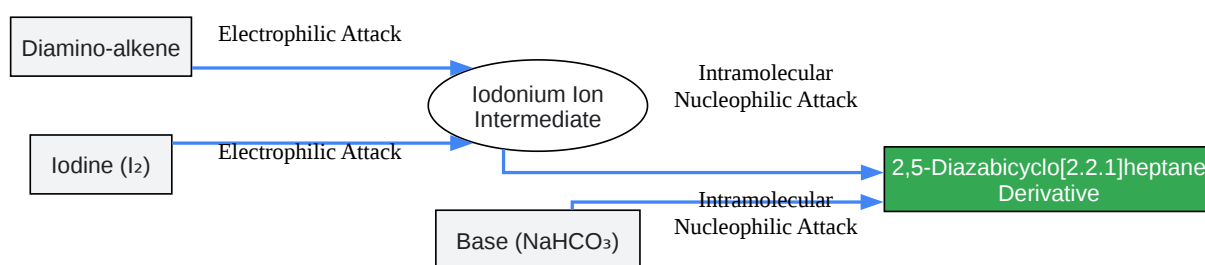 Diamino-alkene
Electrophilic Attack
Iodine (I₂)
Electrophilic Attack
Iodonium Ion
Intermediate
Intramolecular
Nucleophilic Attack
Base (NaHCO₃)
Intramolecular
Nucleophilic Attack
2,5-Diazabicyclo[2.2.1]heptane
Derivative